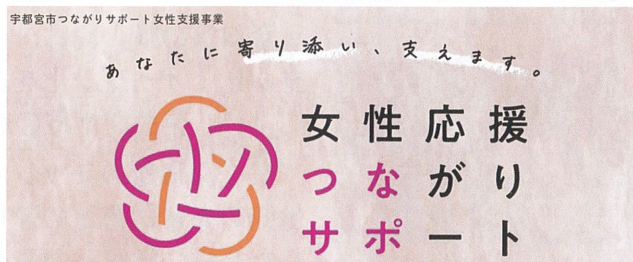 宇都宮市つながりサポート女性支援事業
あなたに寄り添い、支えます。
女性応援
つながり
サポート